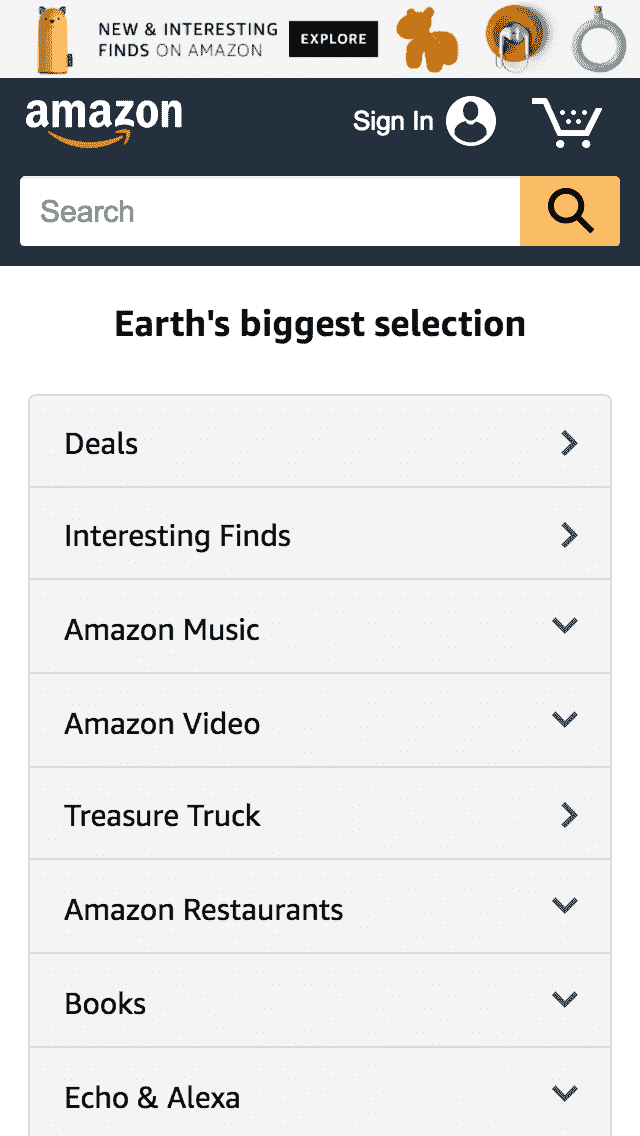 NEW & INTERESTING
FINDS ON AMAZON
EXPLORE
amazon
Sign In
Search
Earth's biggest selection
Deals
Interesting Finds
Amazon Music
Amazon Video
Treasure Truck
Amazon Restaurants
Books
Echo & Alexa